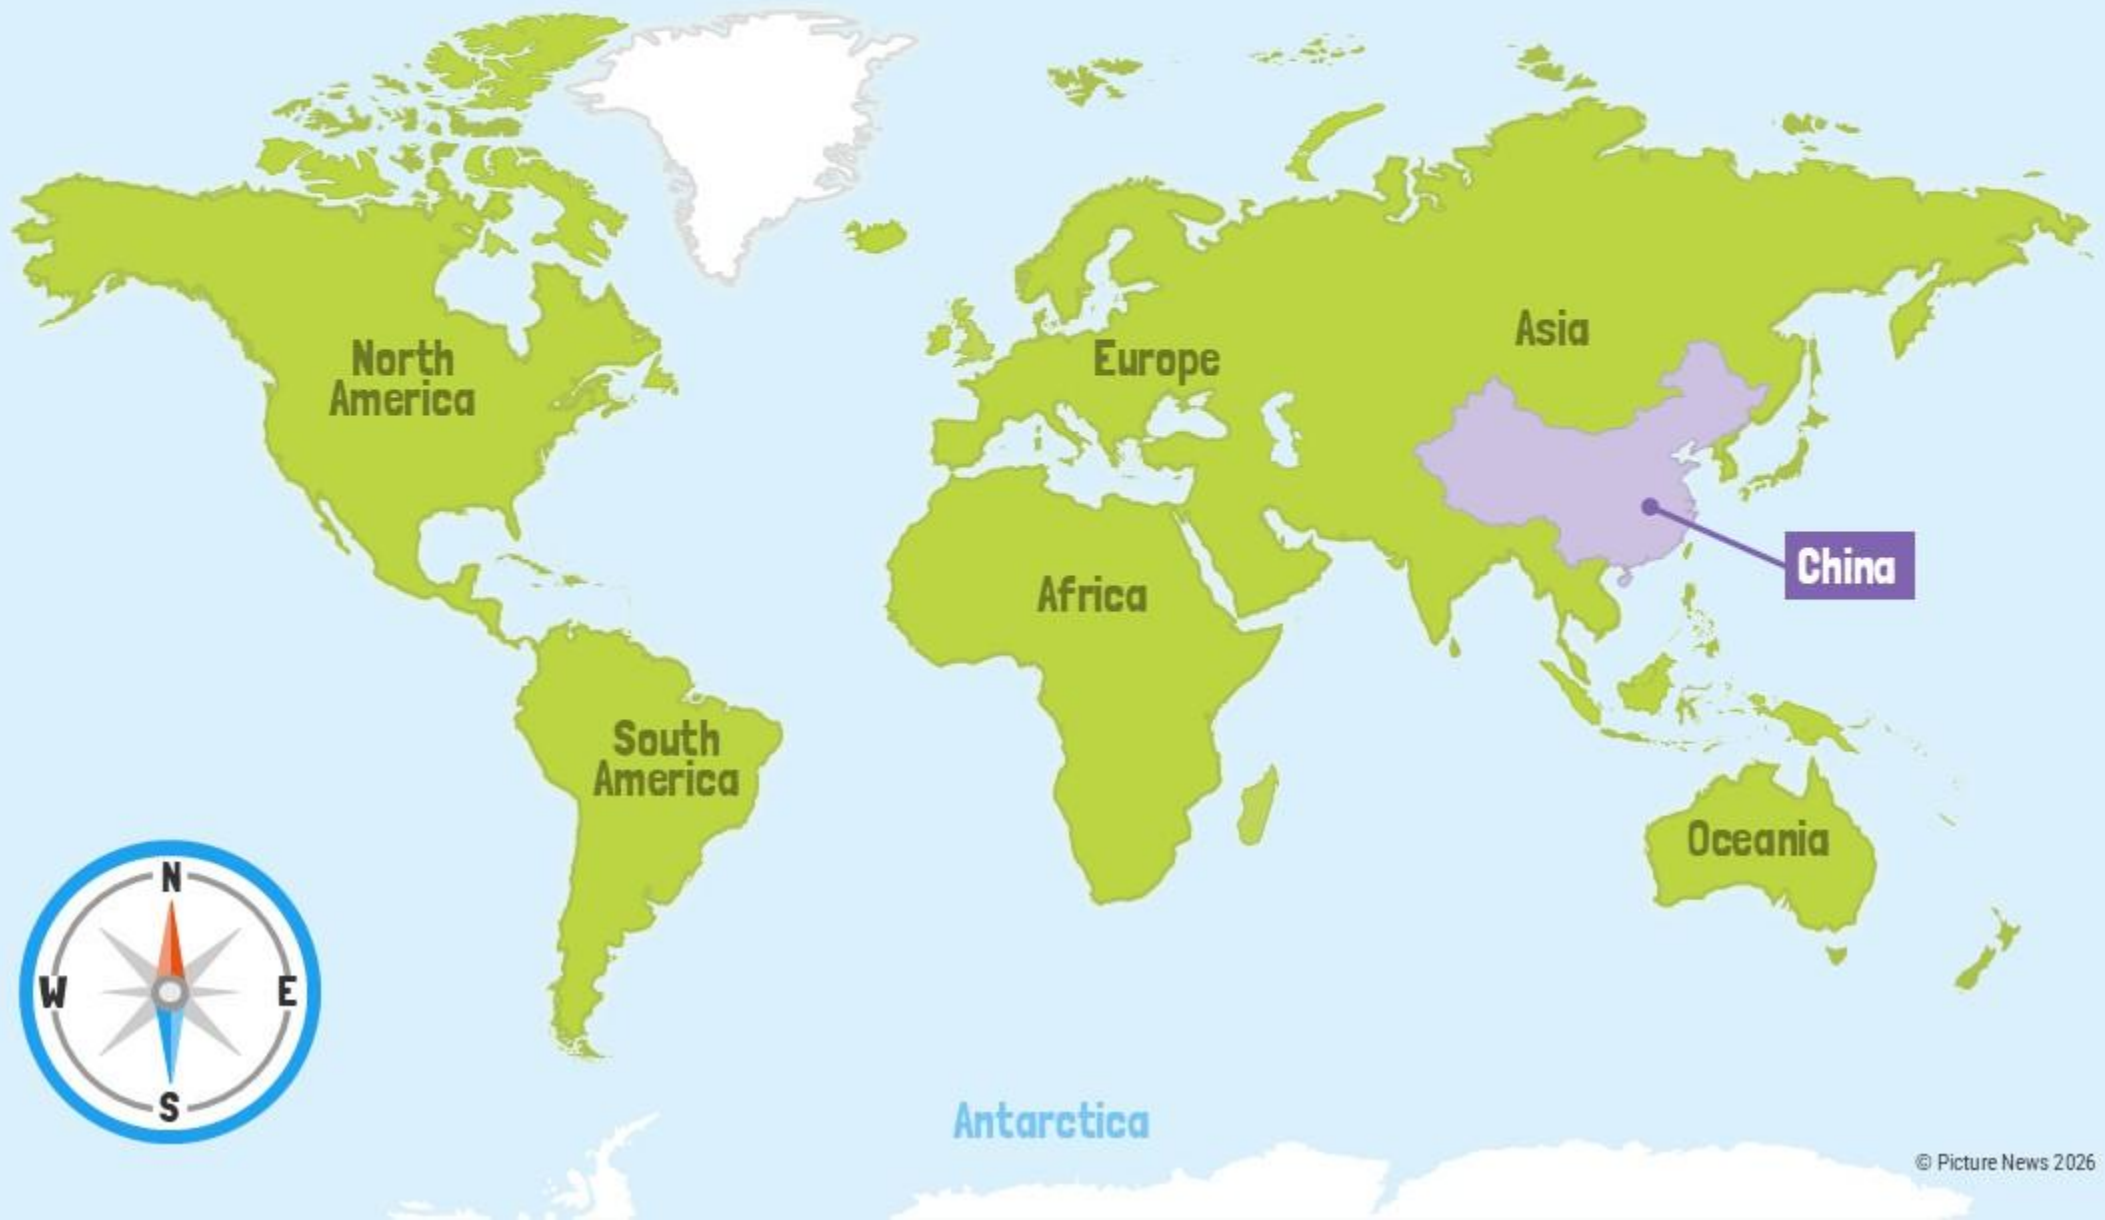 North
America
Europe
Asia
China
Africa
South
America
Oceania
N
W
E
S
Antarctica
© Picture News 2026